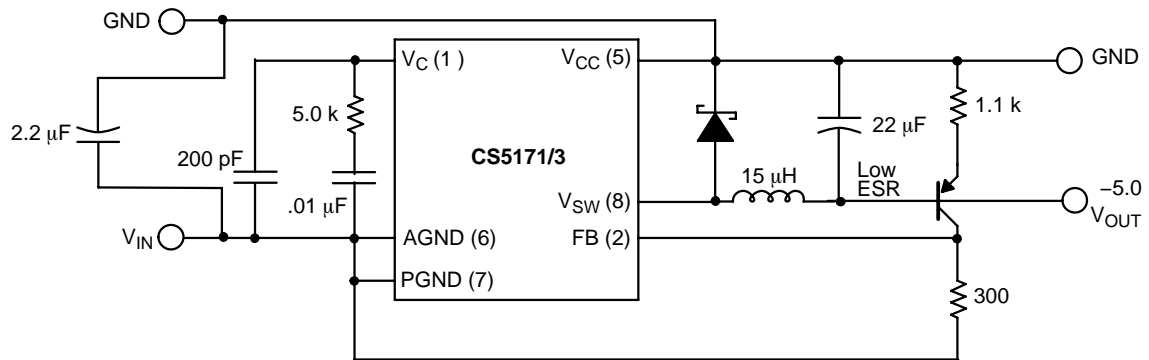 GND
V_C (1 )
V_CC (5)
GND
5.0 k
1.1 k
2.2 μF
22 μF
200 pF
CS5171/3
15 μH
Low
ESR
−5.0
.01 μF
V_SW (8)
V_OUT
V_IN
AGND (6)
FB (2)
PGND (7)
300